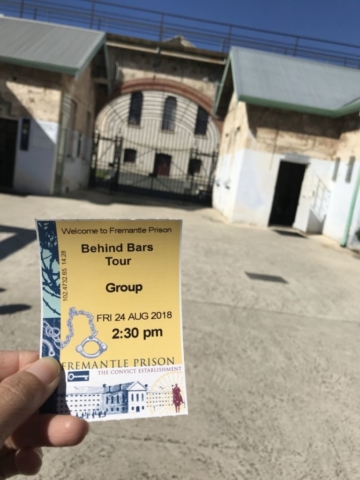 Welcome to Fremantle Prison
Behind Bars
Tour
Group
FRI 24 AUG 2018
2:30 pm
FREMANTLE PRISON
THE CONVICT ESTABLISHMENT